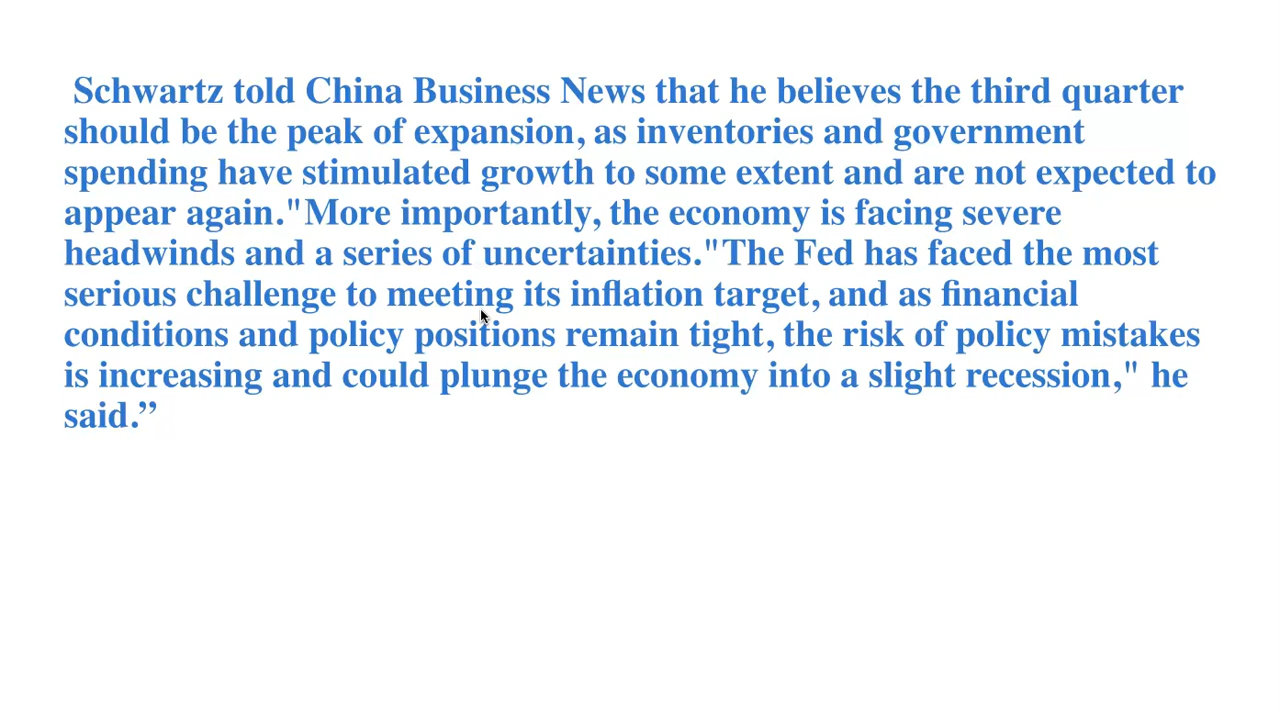 Schwartz told China Business News that he believes the third quarter
should be the peak of expansion, as inventories and government
spending have stimulated growth to some extent and are not expected to
appear again."More importantly, the economy is facing severe
headwinds and a series of uncertainties."The Fed has faced the most
serious challenge to meeting its inflation target, and as financial
conditions and policy positions remain tight, the risk of policy mistakes
is increasing and could plunge the economy into a slight recession," he
said.”